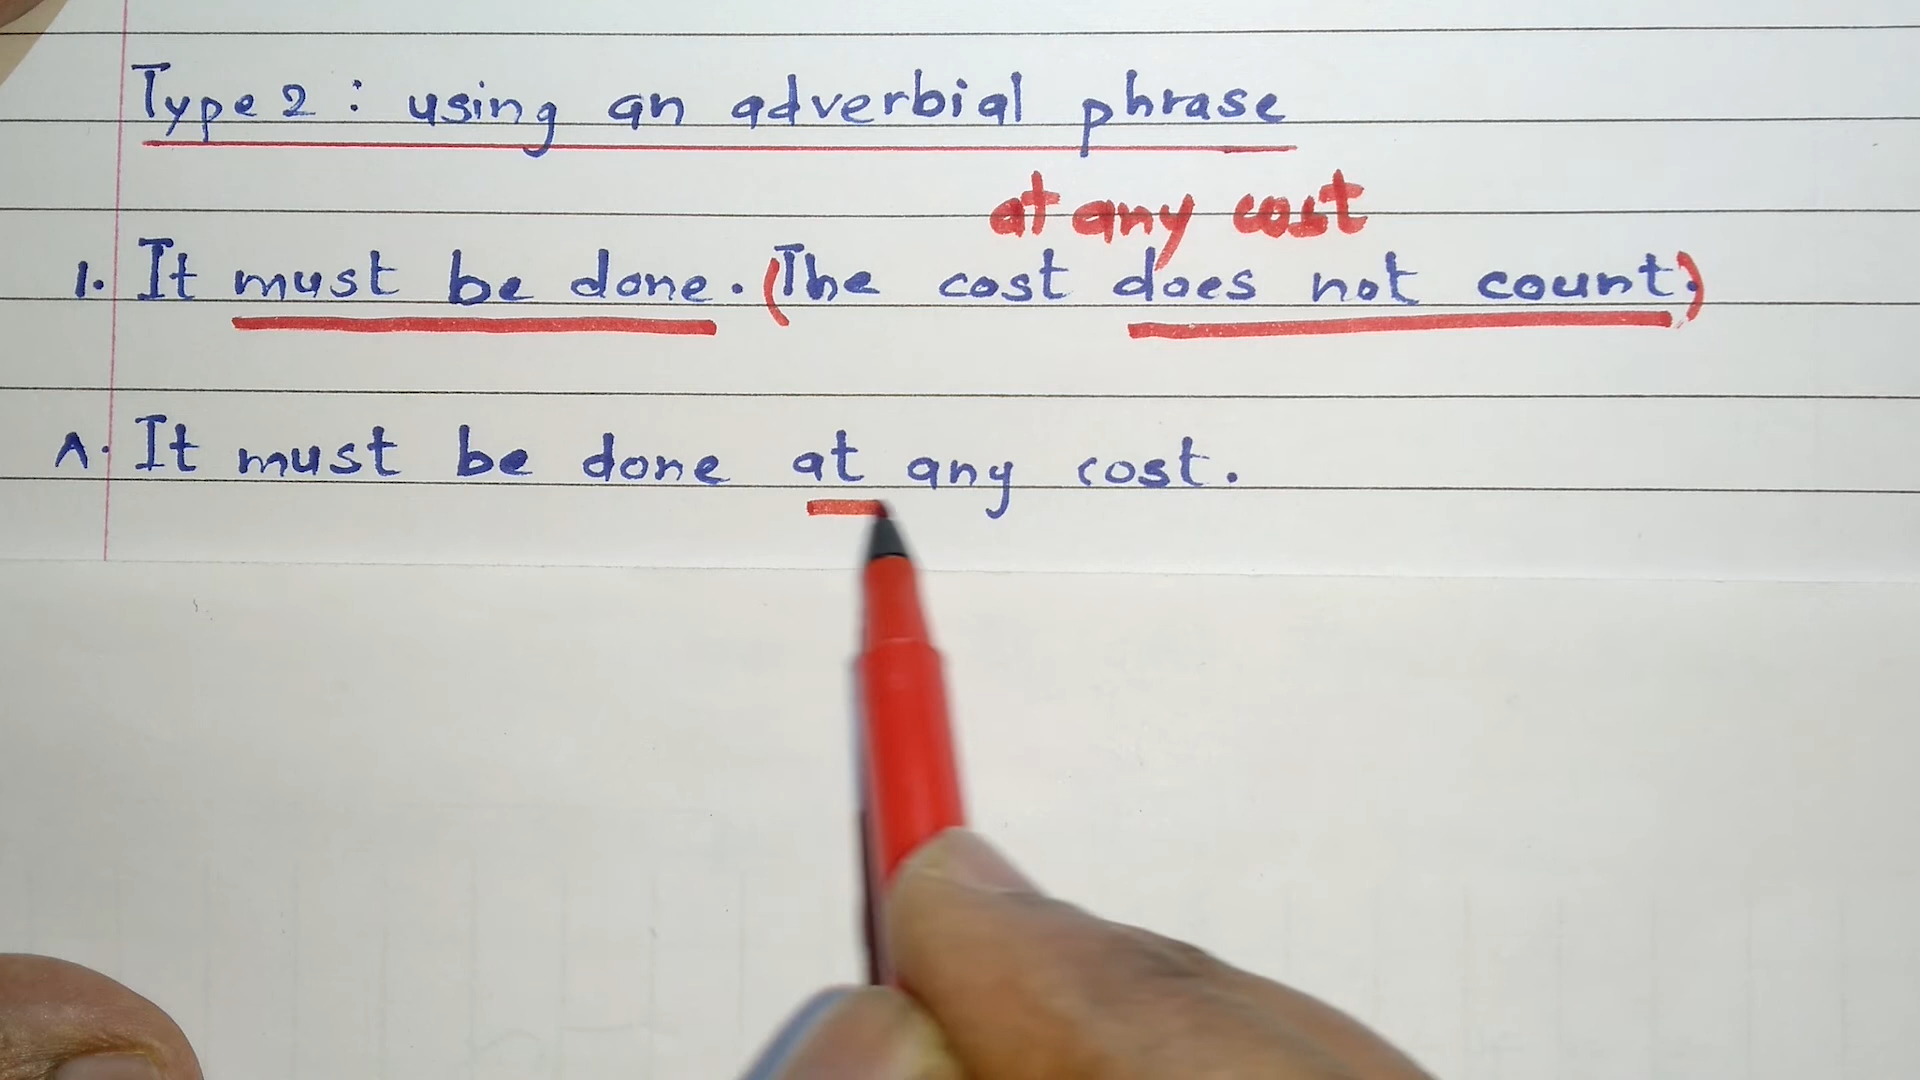 Type 2 : using an adverbial phrase
at any cost
1. It must be done. (The cost does not count.)
A. It must be done at any cost.